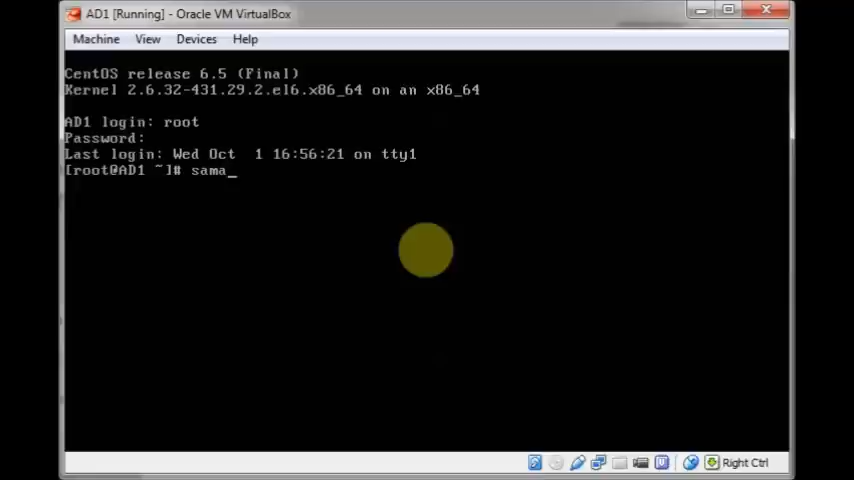 AD1 [Running] - Oracle VM VirtualBox
Machine View Devices Help
CentOS release 6.5 (Final)
Kernel 2.6.32-431.29.2.el6.x86_64 on an x86_64
AD1 login: root
Password:
Last login: Wed Oct  1 16:56:21 on tty1
[root@AD1 ~]# sama_
Right Ctrl